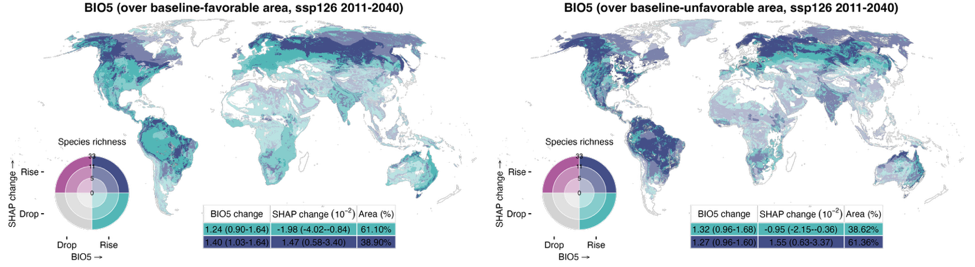 BIO5 (over baseline-favorable area, ssp126 2011-2040)
Species richness
33
0
SHAP change →
Rise
Drop
Drop Rise
BIO5 →
BIO5 change SHAP change (10⁻²) Area (%)
1.24 (0.90-1.64) -1.98 (-4.02--0.84) 61.10%
1.40 (1.03-1.64) 1.47 (0.58-3.40) 38.90%
BIO5 (over baseline-unfavorable area, ssp126 2011-2040)
Species richness
33
0
SHAP change →
Rise
Drop
Drop Rise
BIO5 →
BIO5 change SHAP change (10⁻²) Area (%)
1.32 (0.96-1.68) -0.95 (-2.15--0.36) 38.62%
1.27 (0.96-1.60) 1.55 (0.63-3.37) 61.36%